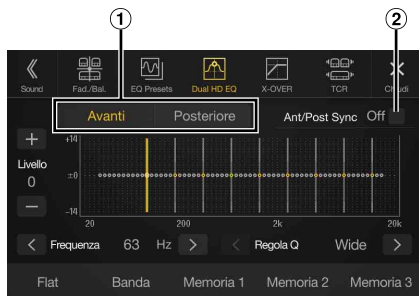 1 2
Sound Fad./Bal. EQ Presets Dual HD EQ X-OVER TCR Chiudi
Avanti Posteriore Ant/Post Sync Off
+
+14
Livello
±0
0
−
−14
20 200 2k 20k
< Frequenza 63 Hz > < Regola Q Wide >
Flat Banda Memoria 1 Memoria 2 Memoria 3